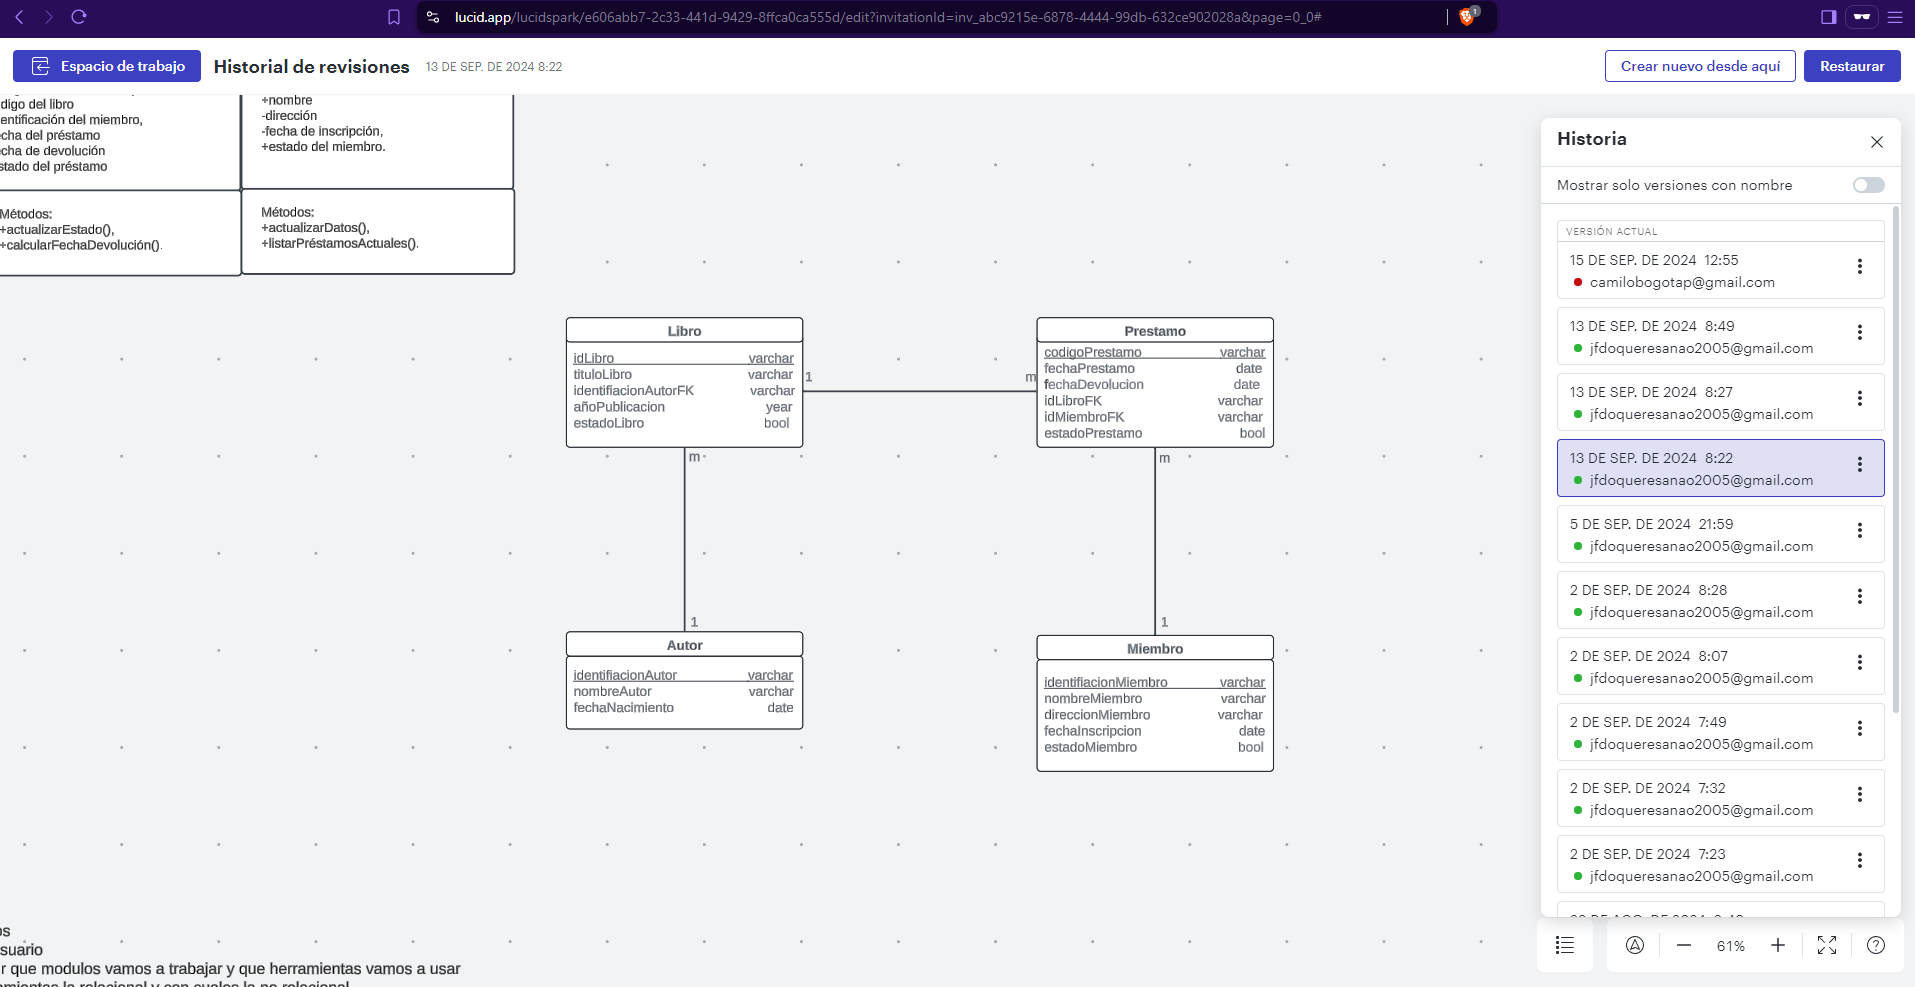 lucid.app/lucidspark/e606abb7-2c33-441d-9429-8ffca0ca555d/edit?invitationId=inv_abc9215e-6878-4444-99db-632ce902028a&page=0_0#
1
Espacio de trabajo
Historial de revisiones
13 DE SEP. DE 2024 8:22
Crear nuevo desde aquí
Restaurar
digo del libro
entificación del miembro,
echa del préstamo
echa de devolución
stado del préstamo
Métodos:
+actualizarEstado(),
+calcularFechaDevolución().
+nombre
-dirección
-fecha de inscripción,
+estado del miembro.
Métodos:
+actualizarDatos(),
+listarPréstamosActuales().
Libro
idLibro varchar
tituloLibro varchar
identifiacionAutorFK varchar
añoPublicacion year
estadoLibro bool
1
m
m
1
Prestamo
codigoPrestamo varchar
fechaPrestamo date
fechaDevolucion date
idLibroFK varchar
idMiembroFK varchar
estadoPrestamo bool
m
1
Autor
identifiacionAutor varchar
nombreAutor varchar
fechaNacimiento date
Miembro
identifiacionMiembro varchar
nombreMiembro varchar
direccionMiembro varchar
fechaInscripcion date
estadoMiembro bool
os
suario
r que modulos vamos a trabajar y que herramientas vamos a usar
amientas la relacional y con cuales la no relacional
Historia
Mostrar solo versiones con nombre
VERSIÓN ACTUAL
15 DE SEP. DE 2024 12:55
camilobogotap@gmail.com
13 DE SEP. DE 2024 8:49
jfdoqueresanao2005@gmail.com
13 DE SEP. DE 2024 8:27
jfdoqueresanao2005@gmail.com
13 DE SEP. DE 2024 8:22
jfdoqueresanao2005@gmail.com
5 DE SEP. DE 2024 21:59
jfdoqueresanao2005@gmail.com
2 DE SEP. DE 2024 8:28
jfdoqueresanao2005@gmail.com
2 DE SEP. DE 2024 8:07
jfdoqueresanao2005@gmail.com
2 DE SEP. DE 2024 7:49
jfdoqueresanao2005@gmail.com
2 DE SEP. DE 2024 7:32
jfdoqueresanao2005@gmail.com
2 DE SEP. DE 2024 7:23
jfdoqueresanao2005@gmail.com
61%